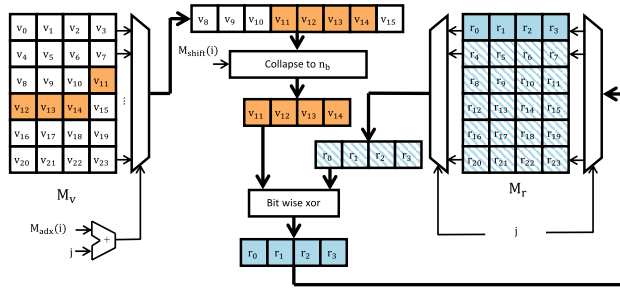 v0 v1 v2 v3
v4 v5 v6 v7
v8 v9 v10 v11
v12 v13 v14 v15
v16 v17 v18 v19
v20 v21 v22 v23
Mv
Madx(i)
j
+
⋮
v8 v9 v10 v11 v12 v13 v14 v15
Mshift(i)
Collapse to nb
v11 v12 v13 v14
r0 r1 r2 r3
Bit wise xor
r0 r1 r2 r3
r0 r1 r2 r3
r4 r5 r6 r7
r8 r9 r10 r11
r12 r13 r14 r15
r16 r17 r18 r19
r20 r21 r22 r23
Mr
j